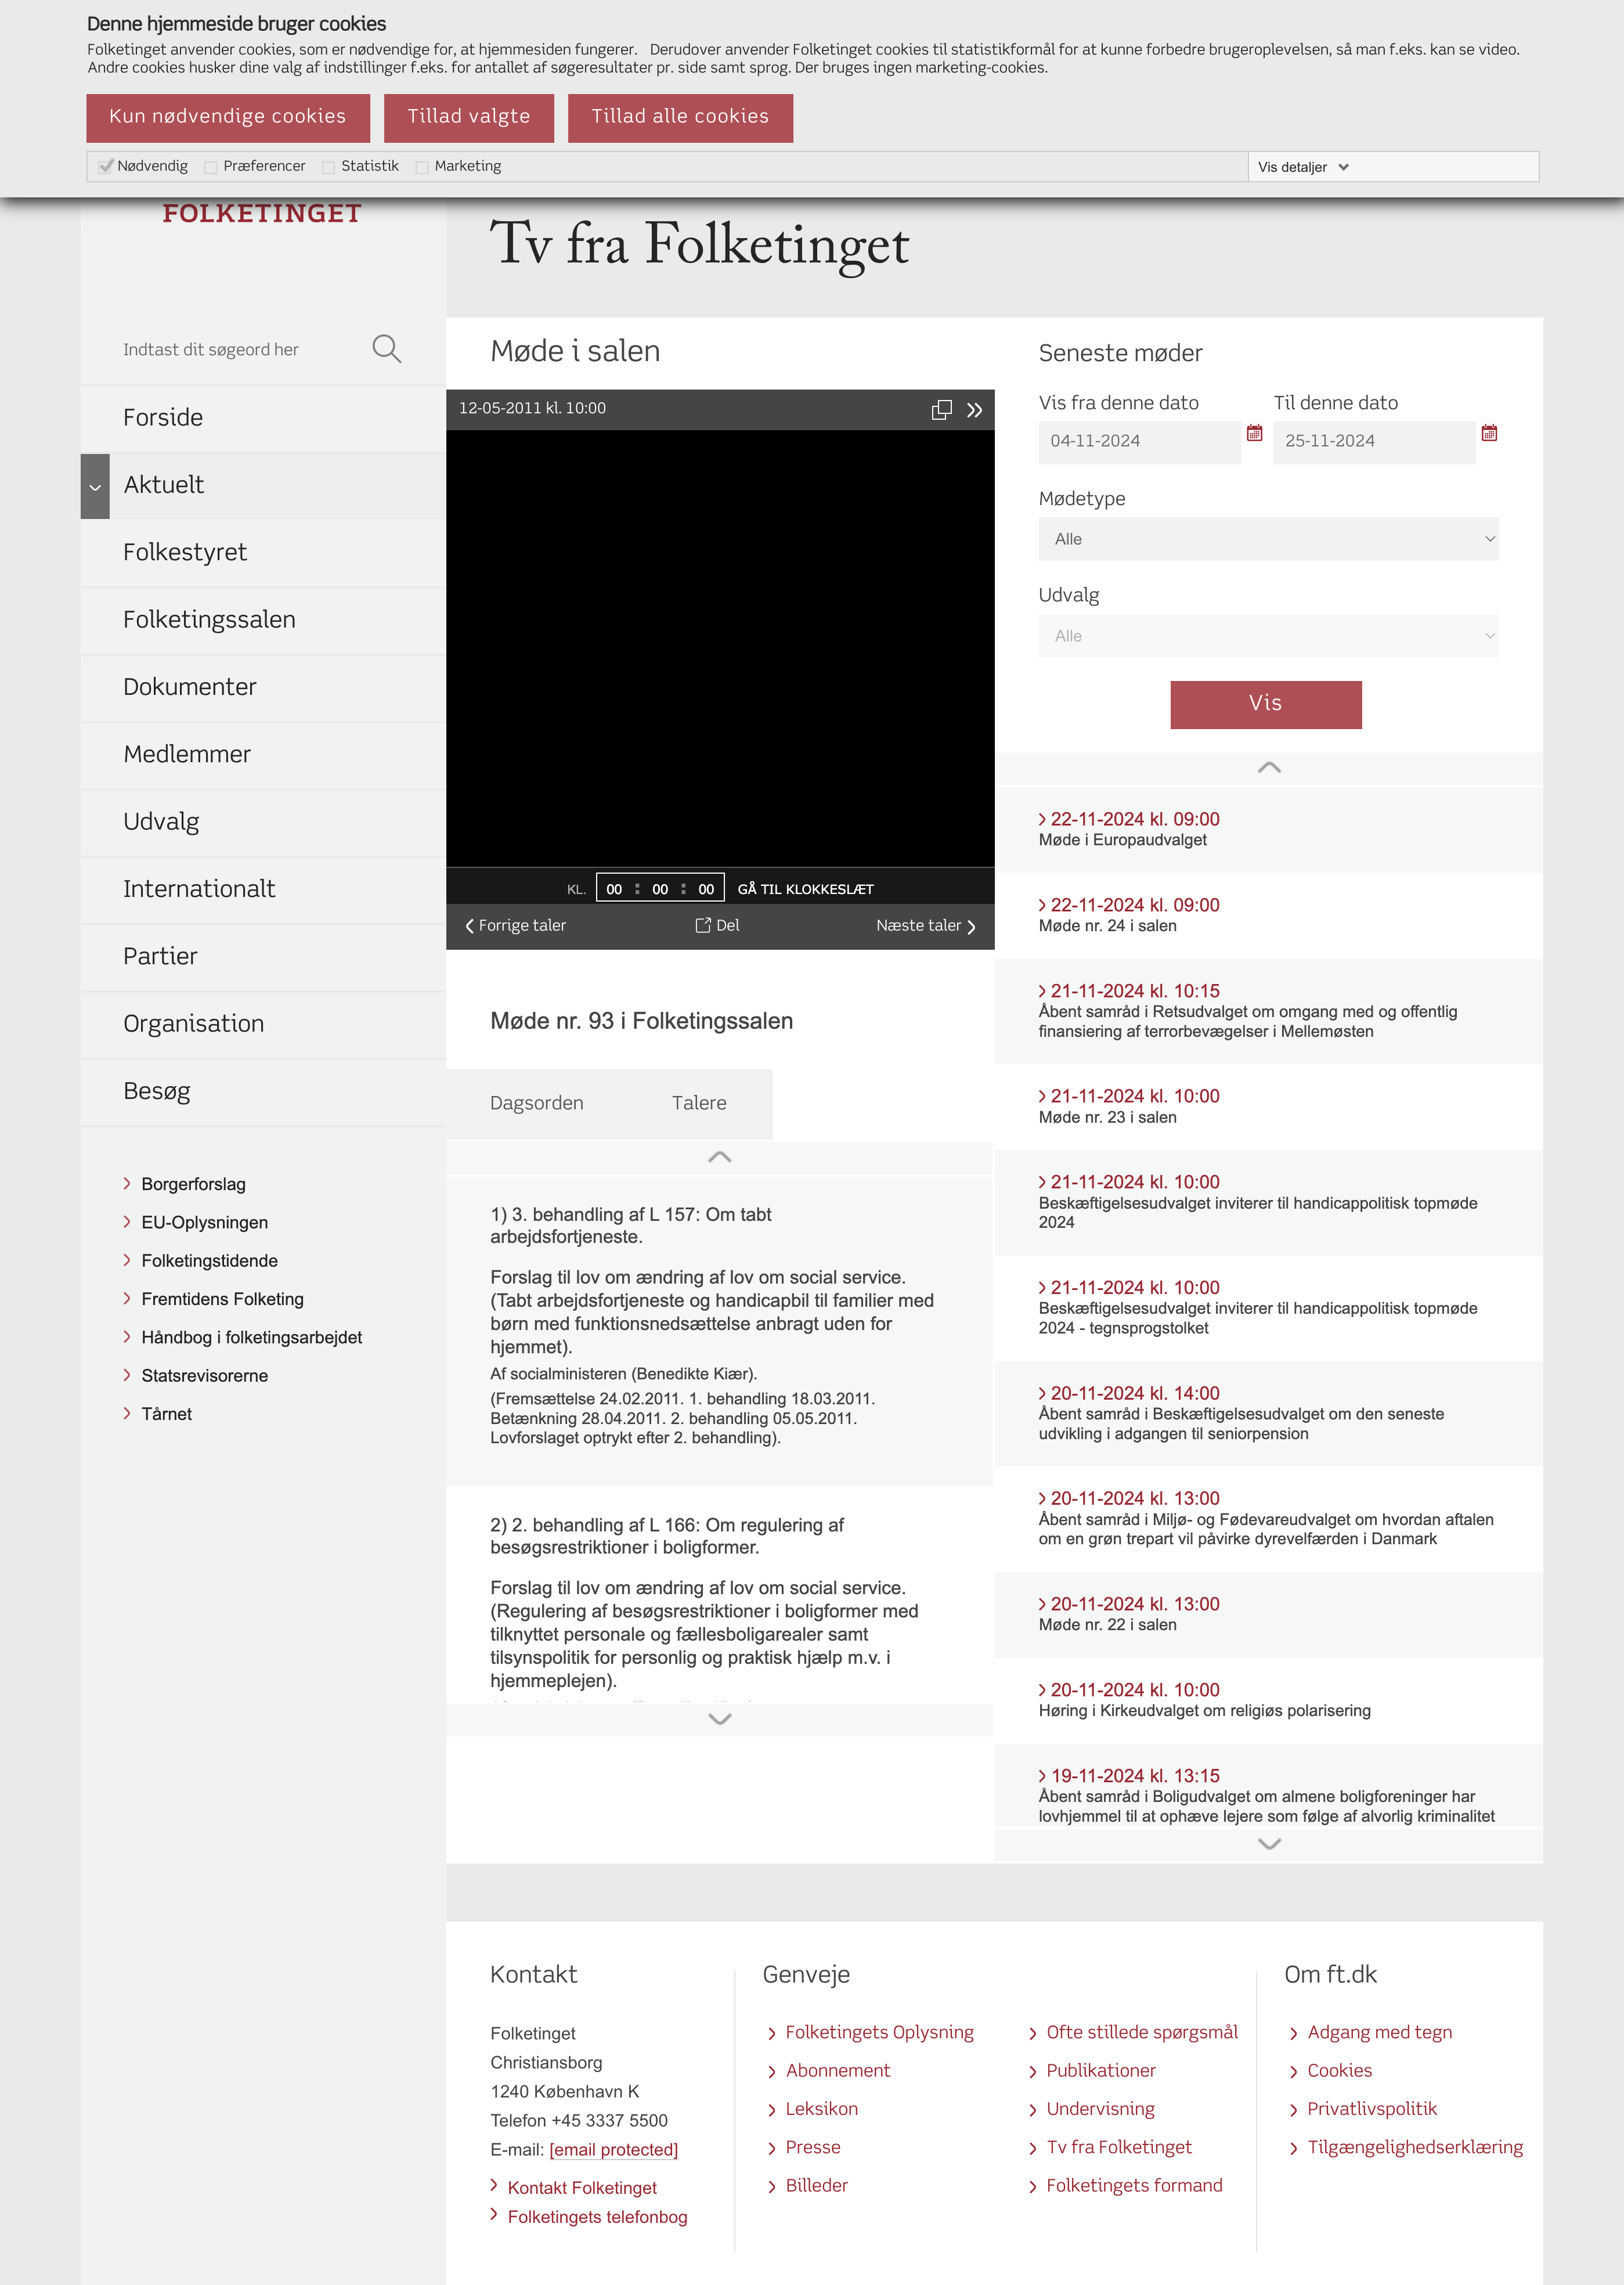 Denne hjemmeside bruger cookies
Folketinget anvender cookies, som er nødvendige for, at hjemmesiden fungerer. Derudover anvender Folketinget cookies til statistikformål for at kunne forbedre brugeroplevelsen, så man f.eks. kan se video.
Andre cookies husker dine valg af indstillinger f.eks. for antallet af søgeresultater pr. side samt sprog. Der bruges ingen marketing-cookies.
Kun nødvendige cookies
Tillad valgte
Tillad alle cookies
Nødvendig
Præferencer
Statistik
Marketing
Vis detaljer
FOLKETINGET
Indtast dit søgeord her
Forside
Aktuelt
Folkestyret
Folketingssalen
Dokumenter
Medlemmer
Udvalg
Internationalt
Partier
Organisation
Besøg
Borgerforslag
EU-Oplysningen
Folketingstidende
Fremtidens Folketing
Håndbog i folketingsarbejdet
Statsrevisorerne
Tårnet
Tv fra Folketinget
Møde i salen
12-05-2011 kl. 10:00
KL. 00 : 00 : 00 GÅ TIL KLOKKESLÆT
Forrige taler
Del
Næste taler
Møde nr. 93 i Folketingssalen
Dagsorden
Talere
1) 3. behandling af L 157: Om tabt
arbejdsfortjeneste.
Forslag til lov om ændring af lov om social service.
(Tabt arbejdsfortjeneste og handicapbil til familier med
børn med funktionsnedsættelse anbragt uden for
hjemmet).
Af socialministeren (Benedikte Kiær).
(Fremsættelse 24.02.2011. 1. behandling 18.03.2011.
Betænkning 28.04.2011. 2. behandling 05.05.2011.
Lovforslaget optrykt efter 2. behandling).
2) 2. behandling af L 166: Om regulering af
besøgsrestriktioner i boligformer.
Forslag til lov om ændring af lov om social service.
(Regulering af besøgsrestriktioner i boligformer med
tilknyttet personale og fællesboligarealer samt
tilsynspolitik for personlig og praktisk hjælp m.v. i
hjemmeplejen).
Seneste møder
Vis fra denne dato
Til denne dato
04-11-2024
25-11-2024
Mødetype
Alle
Udvalg
Alle
Vis
22-11-2024 kl. 09:00
Møde i Europaudvalget
22-11-2024 kl. 09:00
Møde nr. 24 i salen
21-11-2024 kl. 10:15
Åbent samråd i Retsudvalget om omgang med og offentlig
finansiering af terrorbevægelser i Mellemøsten
21-11-2024 kl. 10:00
Møde nr. 23 i salen
21-11-2024 kl. 10:00
Beskæftigelsesudvalget inviterer til handicappolitisk topmøde
2024
21-11-2024 kl. 10:00
Beskæftigelsesudvalget inviterer til handicappolitisk topmøde
2024 - tegnsprogstolket
20-11-2024 kl. 14:00
Åbent samråd i Beskæftigelsesudvalget om den seneste
udvikling i adgangen til seniorpension
20-11-2024 kl. 13:00
Åbent samråd i Miljø- og Fødevareudvalget om hvordan aftalen
om en grøn trepart vil påvirke dyrevelfærden i Danmark
20-11-2024 kl. 13:00
Møde nr. 22 i salen
20-11-2024 kl. 10:00
Høring i Kirkeudvalget om religiøs polarisering
19-11-2024 kl. 13:15
Åbent samråd i Boligudvalget om almene boligforeninger har
lovhjemmel til at ophæve lejere som følge af alvorlig kriminalitet
Kontakt
Folketinget
Christiansborg
1240 København K
Telefon +45 3337 5500
E-mail: [email protected]
Kontakt Folketinget
Folketingets telefonbog
Genveje
Folketingets Oplysning
Abonnement
Leksikon
Presse
Billeder
Ofte stillede spørgsmål
Publikationer
Undervisning
Tv fra Folketinget
Folketingets formand
Om ft.dk
Adgang med tegn
Cookies
Privatlivspolitik
Tilgængelighedserklæring